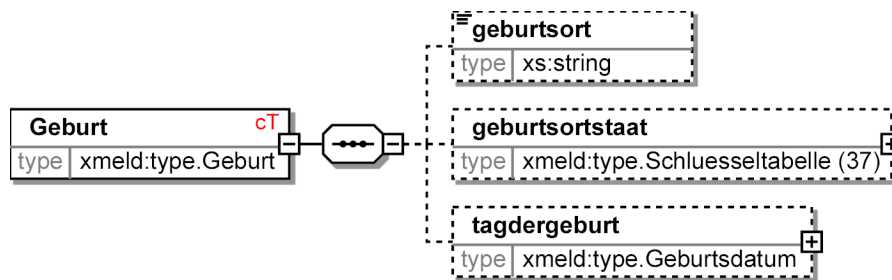 geburtsort
type xs:string
Geburt cT
type xmeld:type.Geburt
geburtsortstaat
type xmeld:type.Schluesseltabelle (37)
tagdergeburt
type xmeld:type.Geburtsdatum